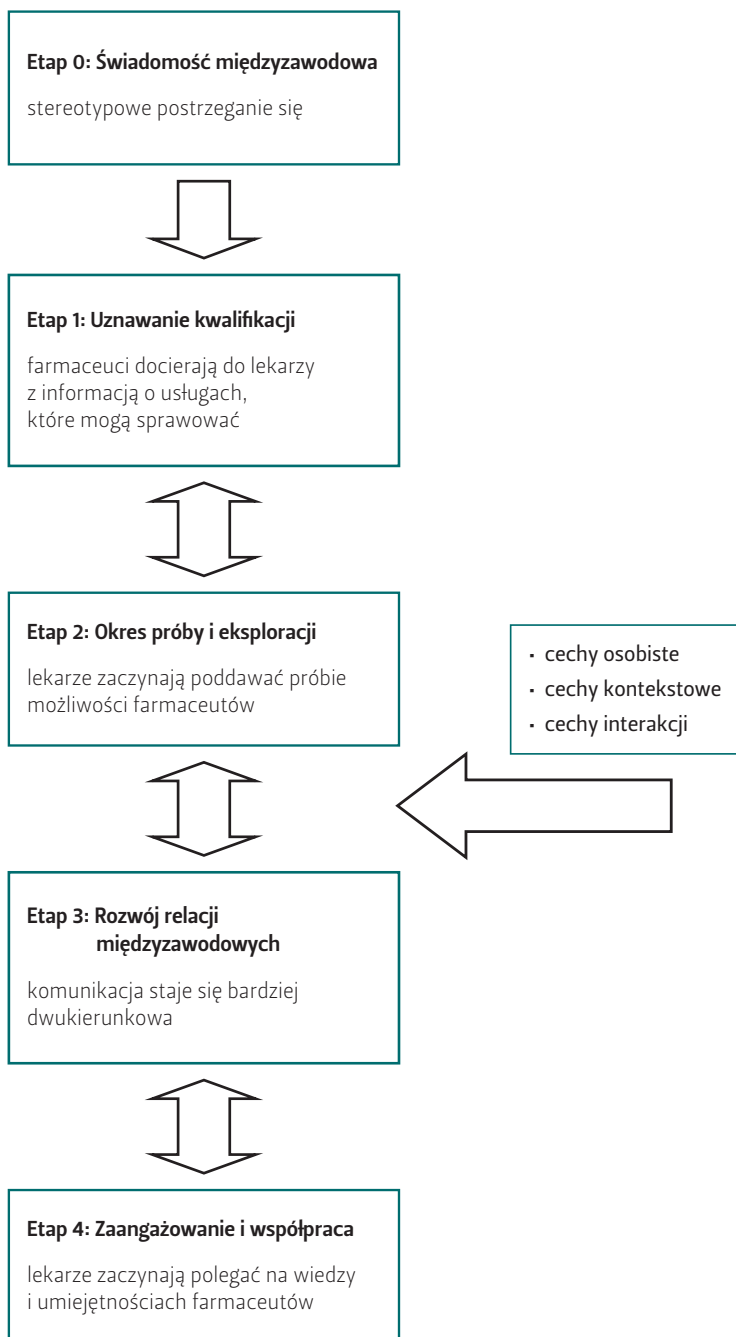 Etap 0: Świadomość międzyzawodowa
stereotypowe postrzeganie się
Etap 1: Uznawanie kwalifikacji
farmaceuci docierają do lekarzy
z informacją o usługach,
które mogą sprawować
Etap 2: Okres próby i eksploracji
lekarze zaczynają poddawać próbie
możliwości farmaceutów
· cechy osobiste
· cechy kontekstowe
· cechy interakcji
Etap 3: Rozwój relacji
międzyzawodowych
komunikacja staje się bardziej
dwukierunkowa
Etap 4: Zaangażowanie i współpraca
lekarze zaczynają polegać na wiedzy
i umiejętnościach farmaceutów